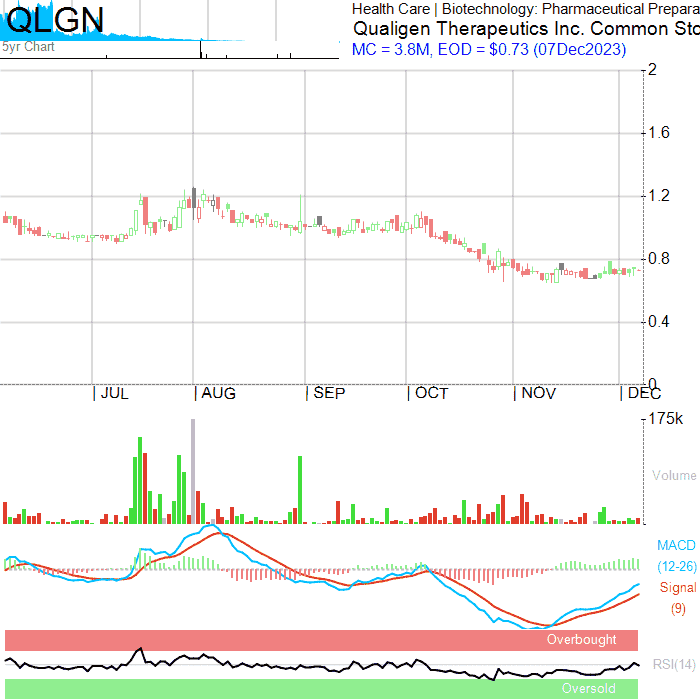 QLGN
5yr Chart
Health Care | Biotechnology: Pharmaceutical Prepara
Qualigen Therapeutics Inc. Common Sto
MC = 3.8M, EOD = $0.73 (07Dec2023)
2
1.6
1.2
0.8
0.4
0
| JUL | AUG | SEP | OCT | NOV | DEC
175k
Volume
MACD
(12-26)
Signal
(9)
Overbought
RSI(14)
Oversold